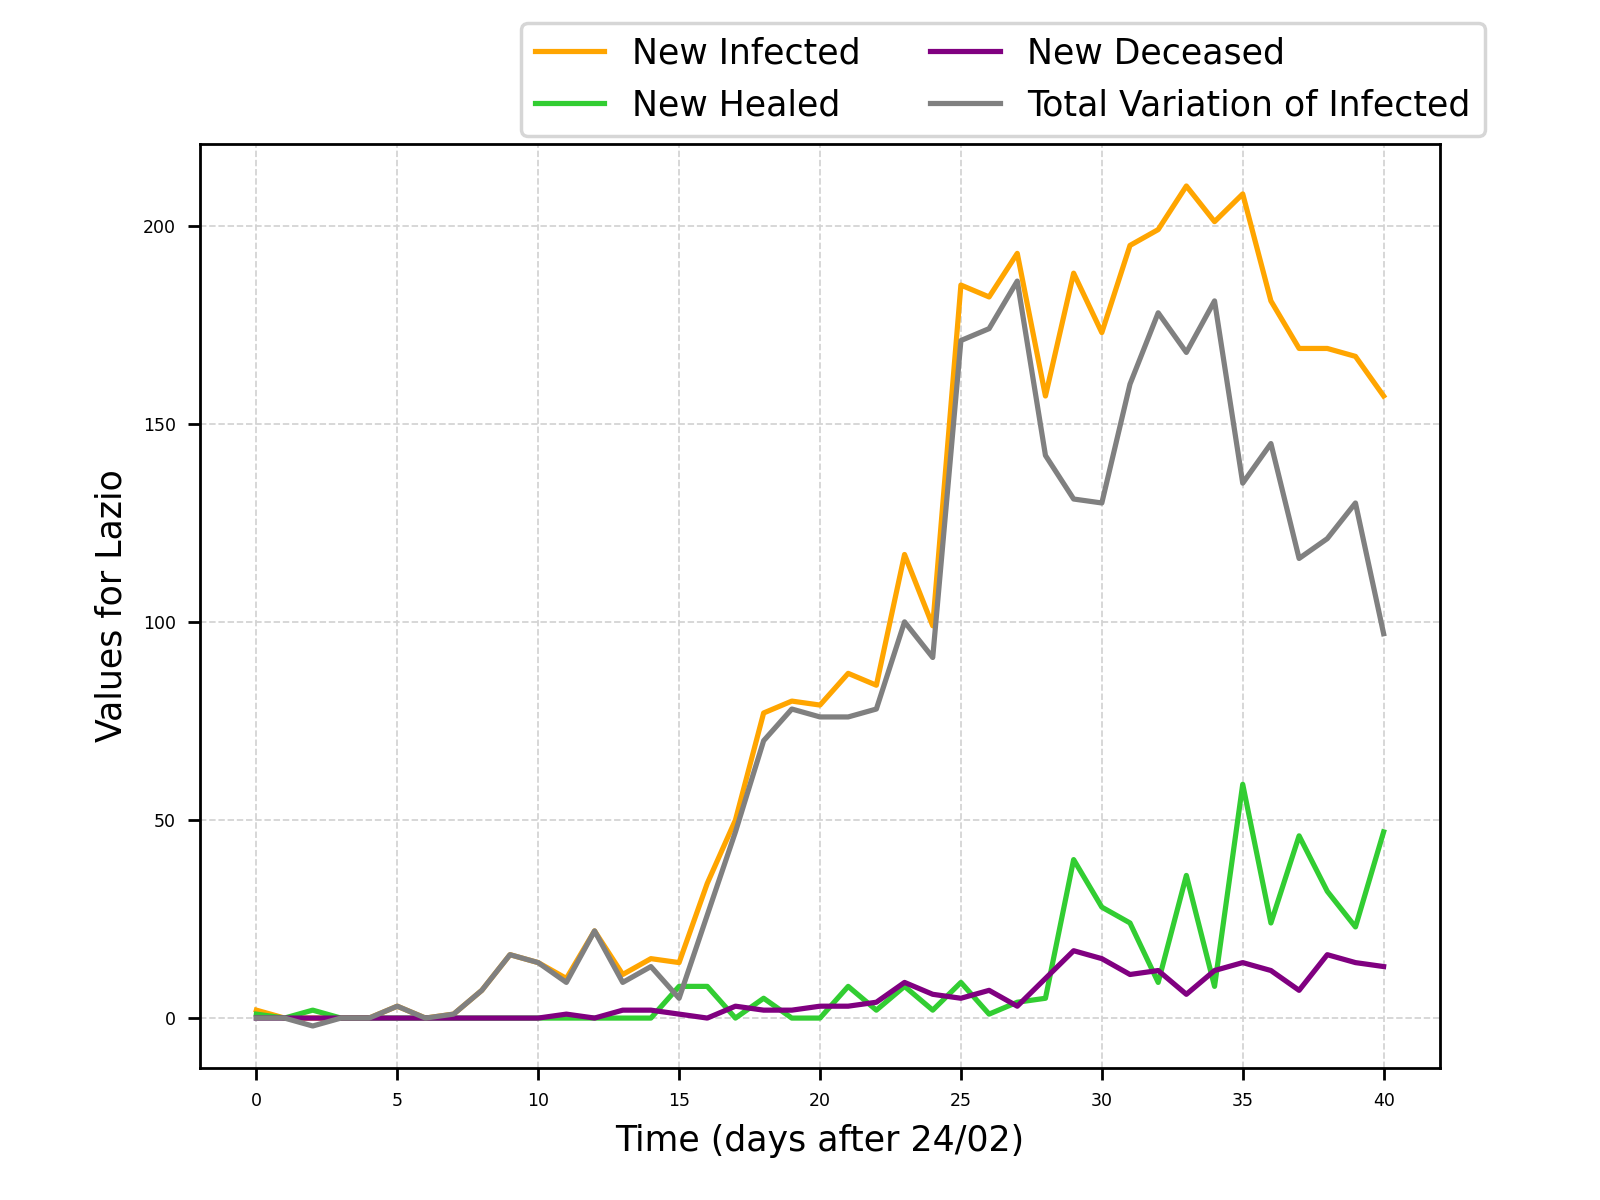 New Infected
New Healed
New Deceased
Total Variation of Infected
Values for Lazio
200
150
100
50
0
0 5 10 15 20 25 30 35 40
Time (days after 24/02)